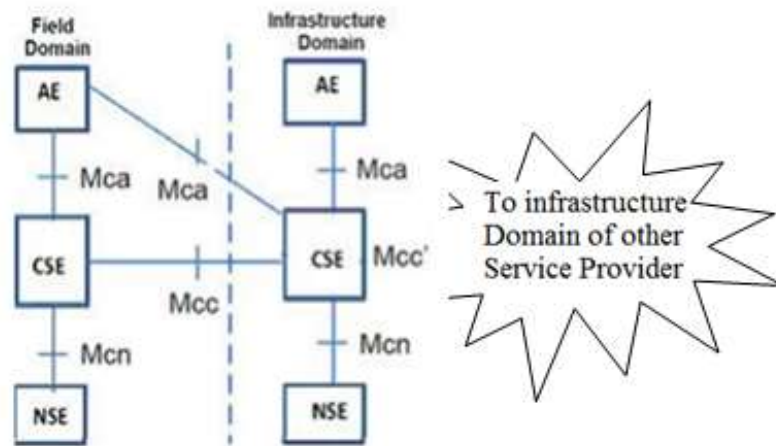 Field
Domain
Infrastructure
Domain
AE
AE
Mca
Mca
Mca
CSE
CSE
Mcc'
Mcc
Mcn
Mcn
NSE
NSE
To infrastructure
Domain of other
Service Provider